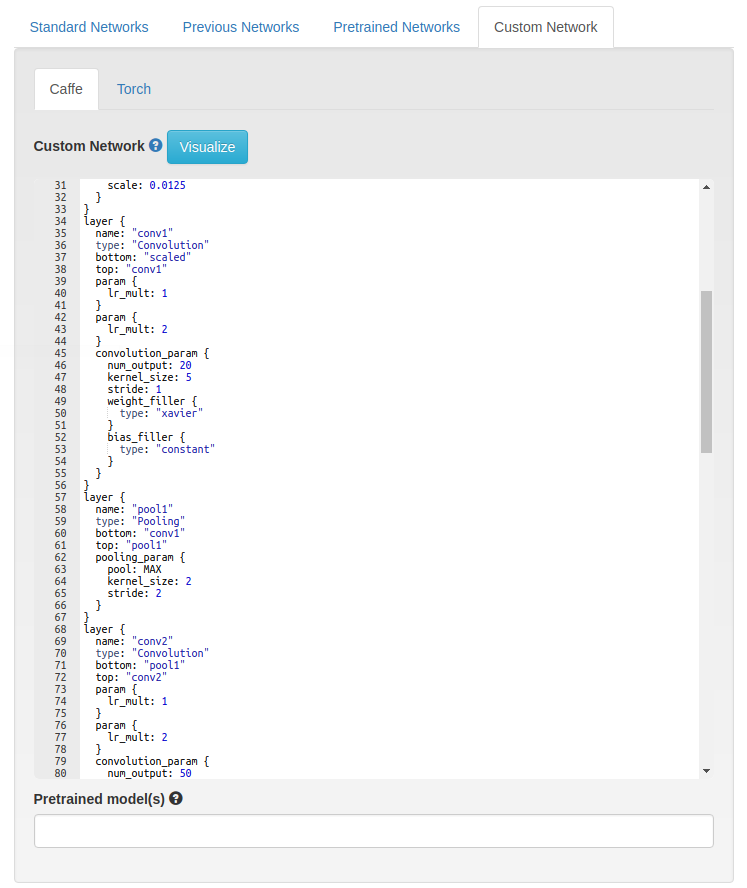 Standard Networks Previous Networks Pretrained Networks Custom Network
Caffe Torch
Custom Network ? Visualize
31     scale: 0.0125
32   }
33 }
34 layer {
35   name: "conv1"
36   type: "Convolution"
37   bottom: "scaled"
38   top: "conv1"
39   param {
40     lr_mult: 1
41   }
42   param {
43     lr_mult: 2
44   }
45   convolution_param {
46     num_output: 20
47     kernel_size: 5
48     stride: 1
49     weight_filler {
50       type: "xavier"
51     }
52     bias_filler {
53       type: "constant"
54     }
55   }
56 }
57 layer {
58   name: "pool1"
59   type: "Pooling"
60   bottom: "conv1"
61   top: "pool1"
62   pooling_param {
63     pool: MAX
64     kernel_size: 2
65     stride: 2
66   }
67 }
68 layer {
69   name: "conv2"
70   type: "Convolution"
71   bottom: "pool1"
72   top: "conv2"
73   param {
74     lr_mult: 1
75   }
76   param {
77     lr_mult: 2
78   }
79   convolution_param {
80     num_output: 50
Pretrained model(s) ?